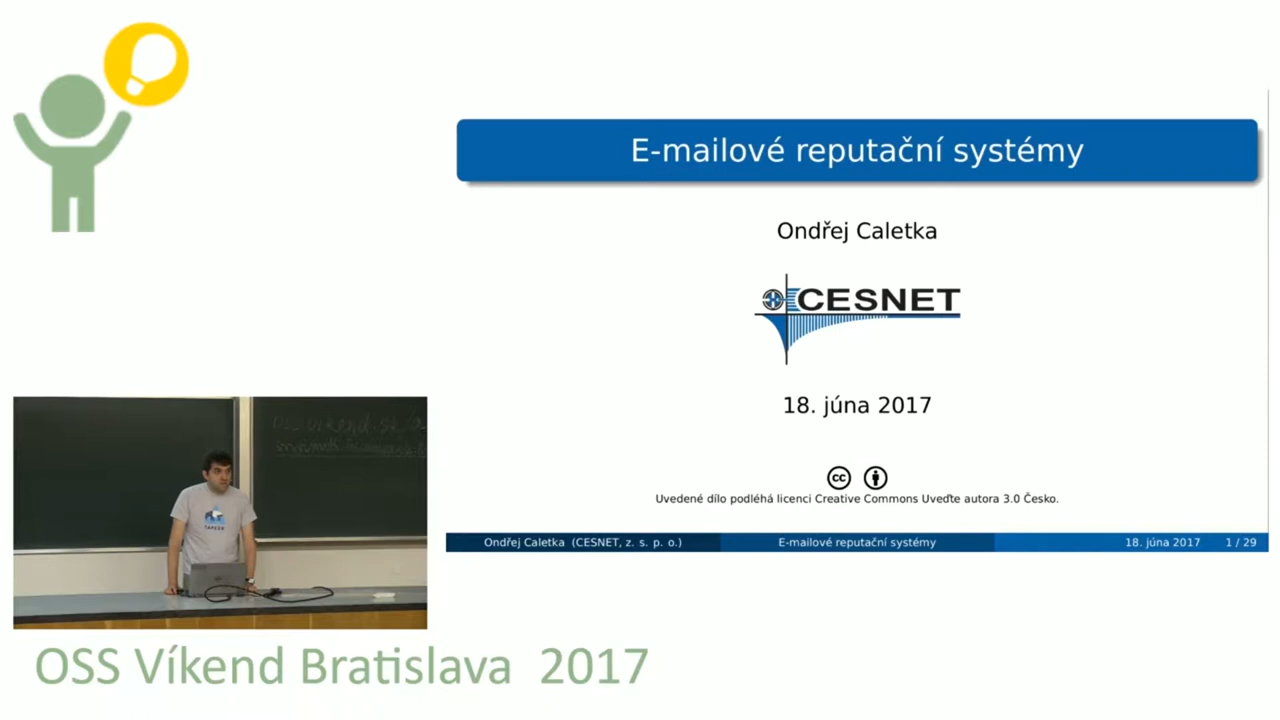 E-mailové reputační systémy
Ondřej Caletka
CESNET
18. júna 2017
Uvedené dílo podléhá licenci Creative Commons Uveďte autora 3.0 Česko.
Ondřej Caletka (CESNET, z. s. p. o.)
E-mailové reputační systémy
18. júna 2017
1 / 29
OSS Víkend Bratislava 2017